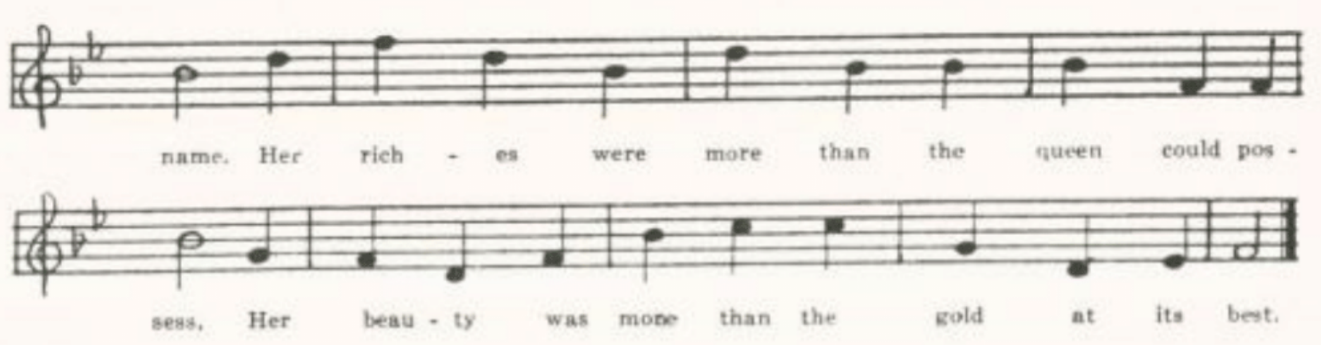 name. Her rich - es were more than the queen could pos -
sess. Her beau - ty was more than the gold at its best.